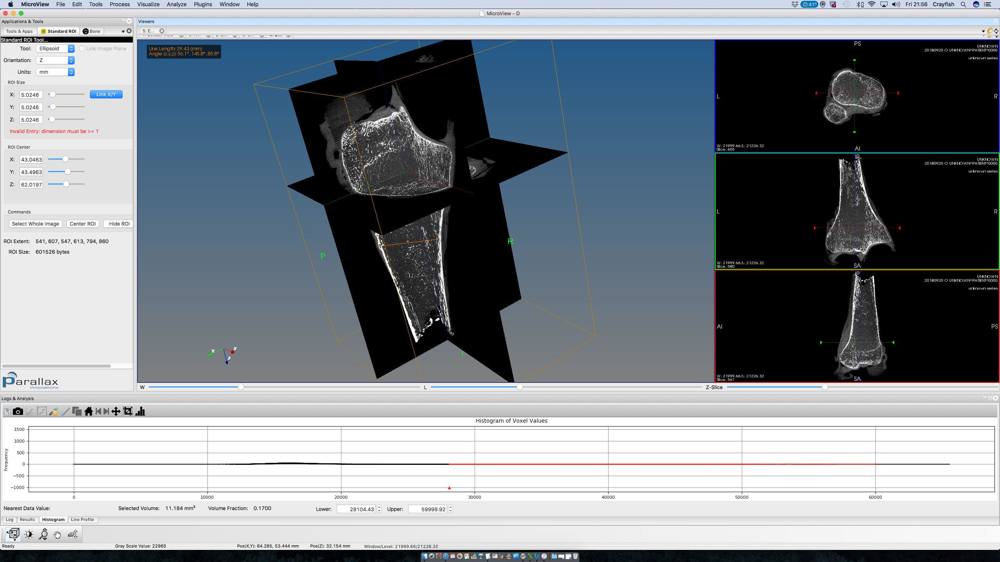 MicroView File Edit Tools Process Visualize Analyze Plugins Window Help 41° Fri 21:56 Crayfish
MicroView - D
Applications & Tools
Viewers
Tools & Apps Standard ROI Bone
5: E...
Standard ROI Tool...
Tool: Ellipsoid Link Image Plane
Orientation: Z
Units: mm
ROI Size
X: 5.0246 Link X/Y
Y: 5.0246
Z: 5.0246
Invalid Entry: dimension must be >= 1
ROI Center
X: 43.0463
Y: 43.4963
Z: 62.0197
Commands
Select Whole Image Center ROI Hide ROI
ROI Extent: 541, 607, 547, 613, 794, 860
ROI Size: 601526 bytes
Parallax
innovations
Line Length: 29.43 (mm)
Angle (x,y,z): 56.1°, 145.8°, 85.8°
P
R
I
Y
X
Z
PS
UNKNOWN
20180920 O UNKNOWN^PATIENT^0000
unknown series
L
R
W: 21999.66/L: 21226.32
Slice: 605
AI
IP
UNKNOWN
20180920 O UNKNOWN^PATIENT^0000
unknown series
L
R
W: 21999.66/L: 21226.32
Slice: 580
SA
IP
UNKNOWN
20180920 O UNKNOWN^PATIENT^0000
unknown series
AI
PS
W: 21999.66/L: 21226.32
Slice: 567
SA
W L Z-Slice
Logs & Analysis
Histogram of Voxel Values
Frequency
1500
1000
500
0
−500
−1000
0 10000 20000 30000 40000 50000 60000
Nearest Data Value: Selected Volume: 11.184 mm³ Volume Fraction: 0.1700 Lower: 28104.43 Upper: 59999.92
Log Results Histogram Line Profile
Ready Gray Scale Value: 22965 Pos(X,Y): 64.285, 53.444 mm Pos(Z): 32.154 mm Window/Level: 21999.66/21226.32